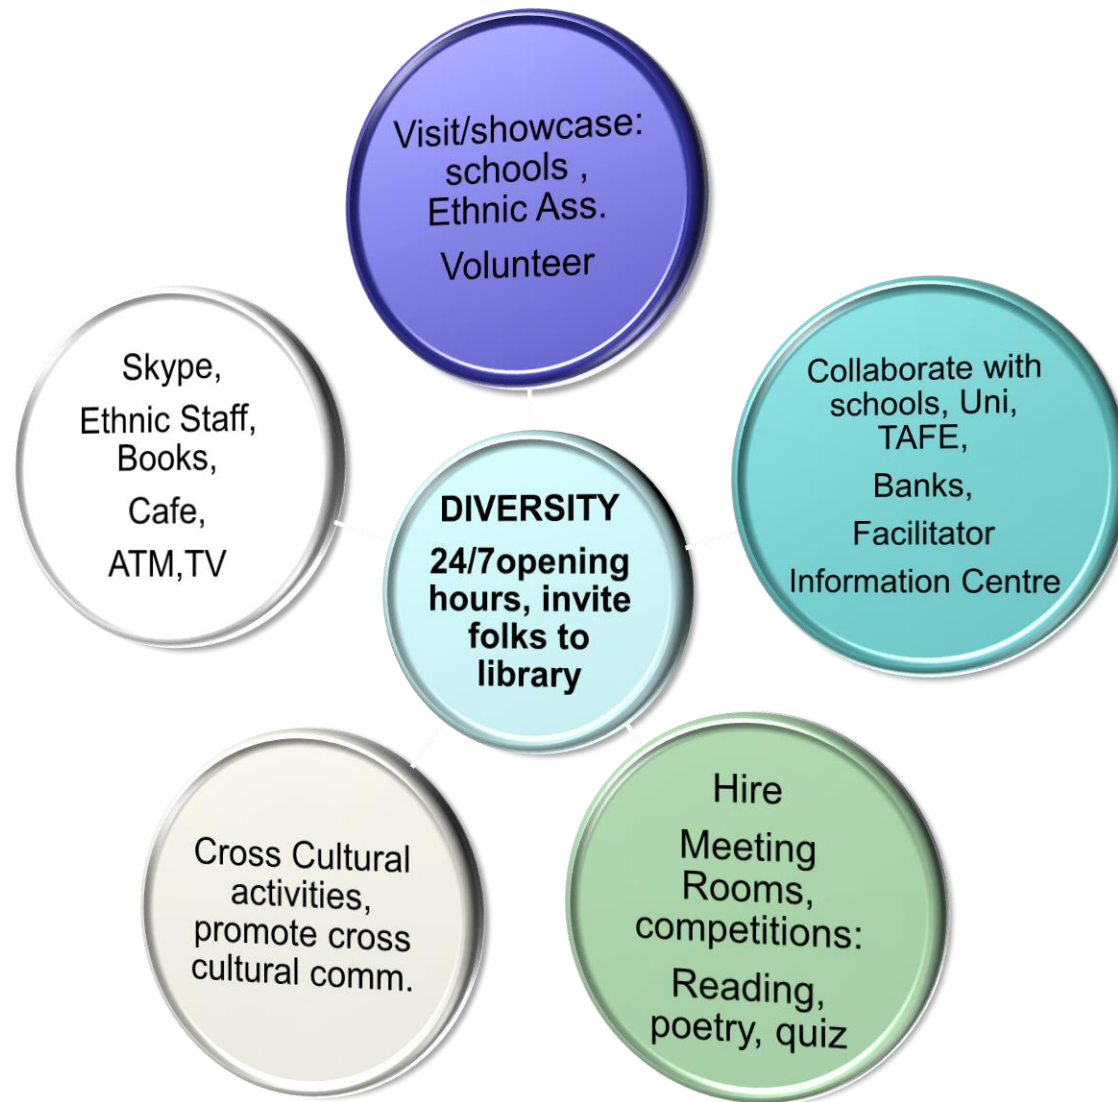 Visit/showcase:
schools ,
Ethnic Ass.
Volunteer
Collaborate with
schools, Uni,
TAFE,
Banks,
Facilitator
Information Centre
Hire
Meeting
Rooms,
competitions:
Reading,
poetry, quiz
Cross Cultural
activities,
promote cross
cultural comm.
Skype,
Ethnic Staff,
Books,
Cafe,
ATM,TV
DIVERSITY
24/7opening
hours, invite
folks to
library